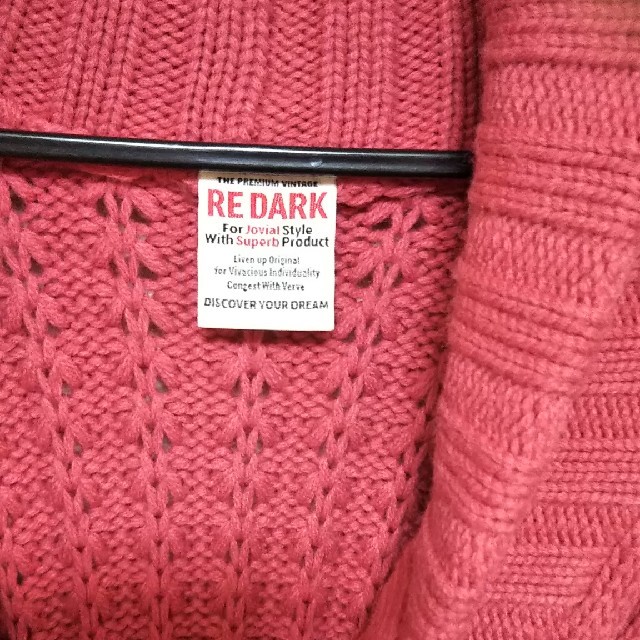 THE PREMIUM VINTAGE
RE DARK
For Jovial Style
With Superb Product
Liven up Original
for Vivacious Individuality
Congest With Verve
DISCOVER YOUR DREAM